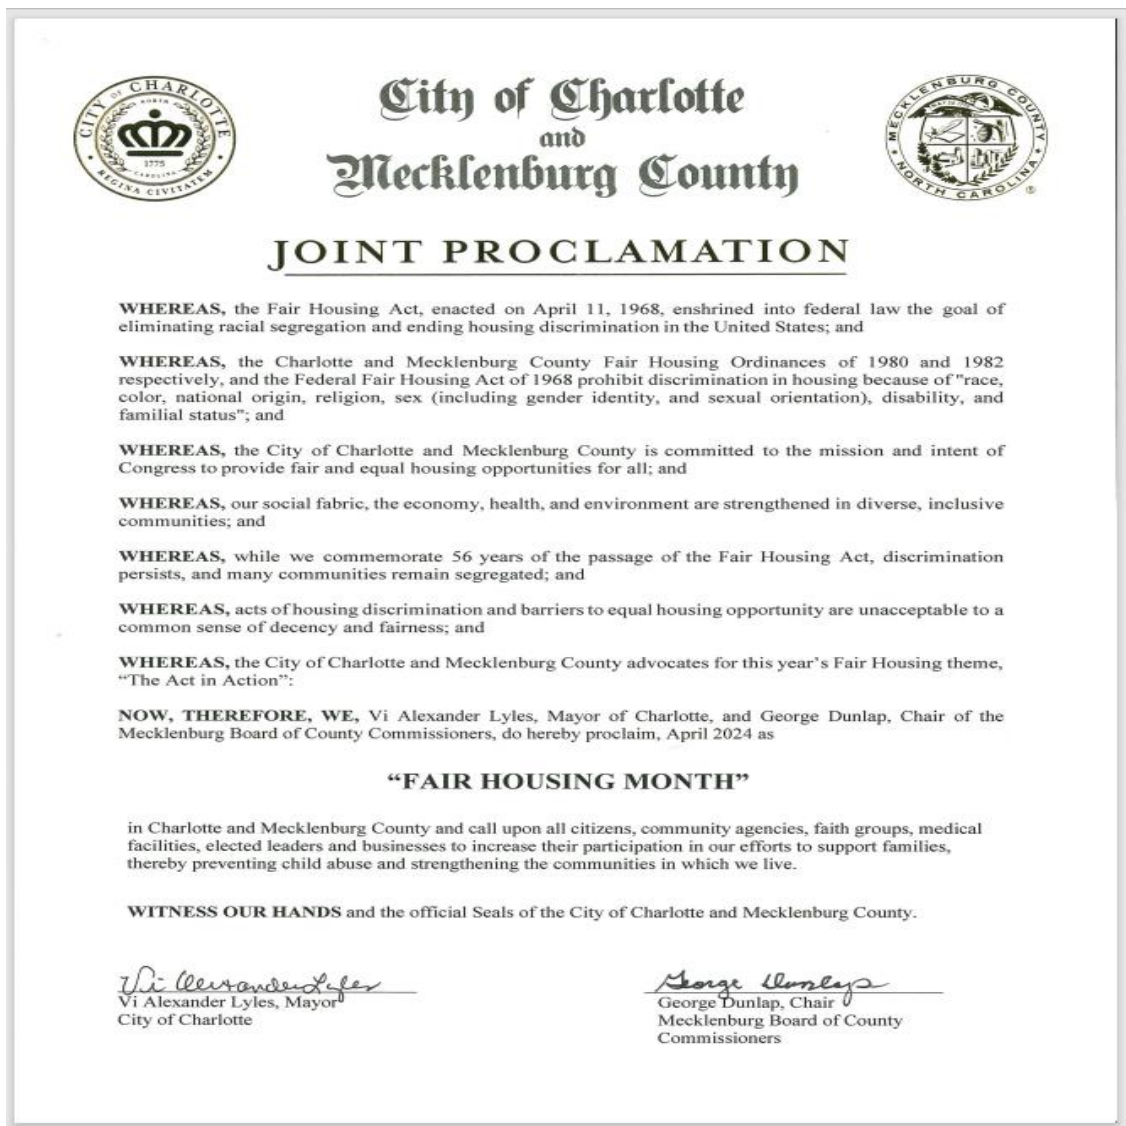 CITY OF CHARLOTTE
NORTH
1775
CAROLINA
REGINA CIVITATEM
City of Charlotte
and
Mecklenburg County
MECKLENBURG COUNTY
NORTH CAROLINA
®
JOINT PROCLAMATION
WHEREAS, the Fair Housing Act, enacted on April 11, 1968, enshrined into federal law the goal of
eliminating racial segregation and ending housing discrimination in the United States; and
WHEREAS, the Charlotte and Mecklenburg County Fair Housing Ordinances of 1980 and 1982
respectively, and the Federal Fair Housing Act of 1968 prohibit discrimination in housing because of "race,
color, national origin, religion, sex (including gender identity, and sexual orientation), disability, and
familial status"; and
WHEREAS, the City of Charlotte and Mecklenburg County is committed to the mission and intent of
Congress to provide fair and equal housing opportunities for all; and
WHEREAS, our social fabric, the economy, health, and environment are strengthened in diverse, inclusive
communities; and
WHEREAS, while we commemorate 56 years of the passage of the Fair Housing Act, discrimination
persists, and many communities remain segregated; and
WHEREAS, acts of housing discrimination and barriers to equal housing opportunity are unacceptable to a
common sense of decency and fairness; and
WHEREAS, the City of Charlotte and Mecklenburg County advocates for this year’s Fair Housing theme,
“The Act in Action”:
NOW, THEREFORE, WE, Vi Alexander Lyles, Mayor of Charlotte, and George Dunlap, Chair of the
Mecklenburg Board of County Commissioners, do hereby proclaim, April 2024 as
“FAIR HOUSING MONTH”
in Charlotte and Mecklenburg County and call upon all citizens, community agencies, faith groups, medical
facilities, elected leaders and businesses to increase their participation in our efforts to support families,
thereby preventing child abuse and strengthening the communities in which we live.
WITNESS OUR HANDS and the official Seals of the City of Charlotte and Mecklenburg County.
Vi Alexander Lyles
Vi Alexander Lyles, Mayor
City of Charlotte
George Dunlap
George Dunlap, Chair
Mecklenburg Board of County
Commissioners